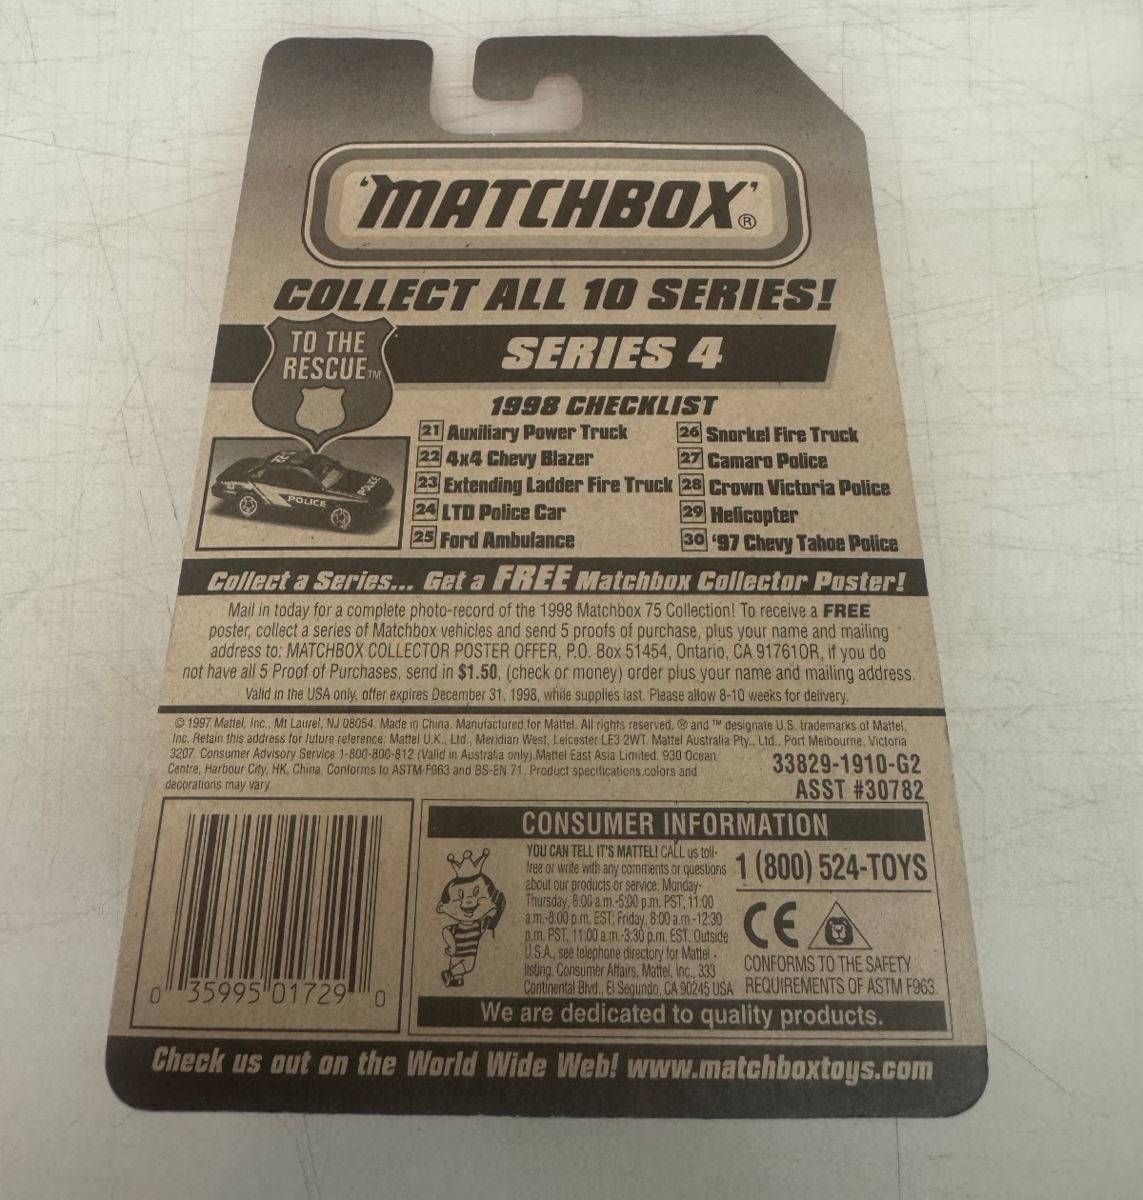 'MATCHBOX'®
COLLECT ALL 10 SERIES!
TO THE
RESCUE™
SERIES 4
1998 CHECKLIST
21 Auxiliary Power Truck
22 4x4 Chevy Blazer
23 Extending Ladder Fire Truck
24 LTD Police Car
25 Ford Ambulance
26 Snorkel Fire Truck
27 Camaro Police
28 Crown Victoria Police
29 Helicopter
30 '97 Chevy Tahoe Police
POLICE
POLICE
Collect a Series... Get a FREE Matchbox Collector Poster!
Mail in today for a complete photo-record of the 1998 Matchbox 75 Collection! To receive a FREE
poster, collect a series of Matchbox vehicles and send 5 proofs of purchase, plus your name and mailing
address to: MATCHBOX COLLECTOR POSTER OFFER, P.O. Box 51454, Ontario, CA 91761OR, if you do
not have all 5 Proof of Purchases, send in $1.50, (check or money) order plus your name and mailing address.
Valid in the USA only, offer expires December 31, 1998, while supplies last. Please allow 8-10 weeks for delivery.
© 1997 Mattel, Inc., Mt Laurel, NJ 08054. Made in China. Manufactured for Mattel. All rights reserved, ® and ™ designate U.S. trademarks of Mattel,
Inc. Retain this address for future reference: Mattel U.K., Ltd., Meridian West, Leicester LE3 2WT. Mattel Australia Pty., Ltd., Port Melbourne, Victoria
3207. Consumer Advisory Service 1-800-800-812 (Valid in Australia only).Mattel East Asia Limited. 930 Ocean
Centre, Harbour City, HK, China. Conforms to ASTM-F963 and BS-EN 71. Product specifications,colors and
decorations may vary.
33829-1910-G2
ASST #30782
0 35995 01729 0
CONSUMER INFORMATION
YOU CAN TELL IT'S MATTEL! CALL us toll-
free or write with any comments or questions
about our products or service. Monday-
Thursday, 8:00 a.m.-5:00 p.m. PST; 11:00
a.m.-8:00 p.m. EST; Friday, 8:00 a.m.-12:30
p.m. PST, 11:00 a.m.-3:30 p.m. EST. Outside
U.S.A., see telephone directory for Mattel
listing. Consumer Affairs, Mattel, Inc., 333
Continental Blvd., El Segundo, CA 90245 USA
1 (800) 524-TOYS
CE
CONFORMS TO THE SAFETY
REQUIREMENTS OF ASTM F963.
We are dedicated to quality products.
Check us out on the World Wide Web! www.matchboxtoys.com